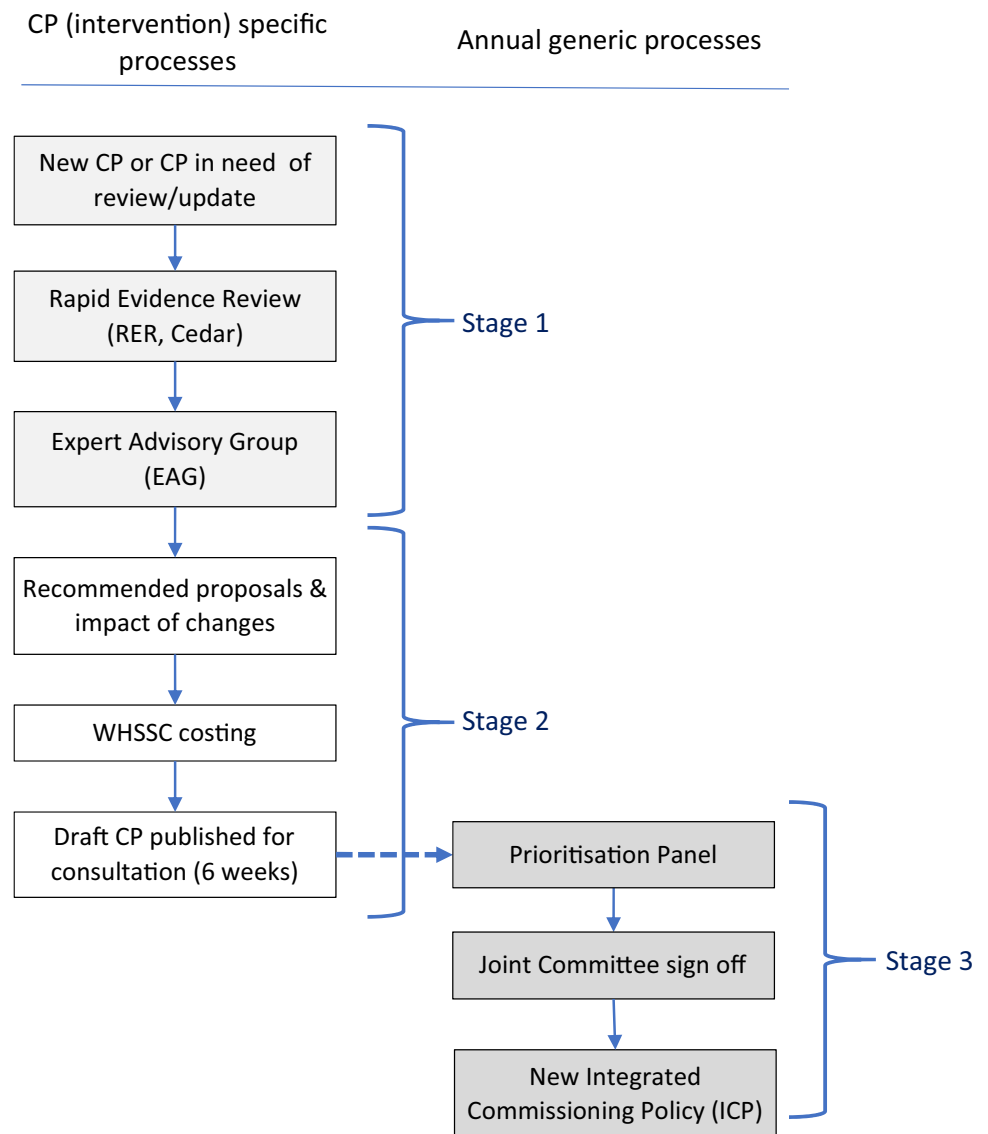 CP (intervention) specific
processes
Annual generic processes
New CP or CP in need of
review/update
Rapid Evidence Review
(RER, Cedar)
Stage 1
Expert Advisory Group
(EAG)
Recommended proposals &
impact of changes
WHSSC costing
Stage 2
Draft CP published for
consultation (6 weeks)
Prioritisation Panel
Joint Committee sign off
Stage 3
New Integrated
Commissioning Policy (ICP)